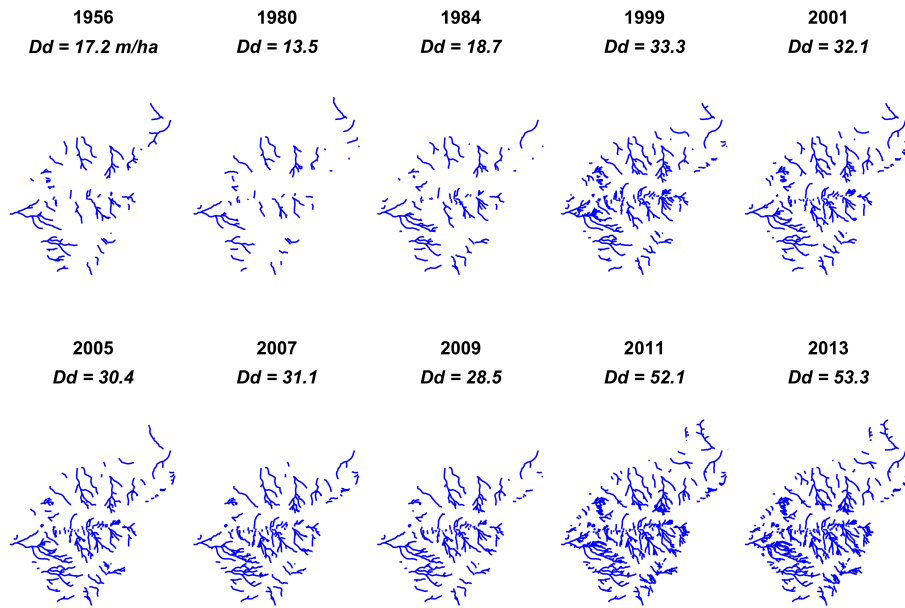 1956 1980 1984 1999 2001
Dd = 17.2 m/ha Dd = 13.5 Dd = 18.7 Dd = 33.3 Dd = 32.1
2005 2007 2009 2011 2013
Dd = 30.4 Dd = 31.1 Dd = 28.5 Dd = 52.1 Dd = 53.3